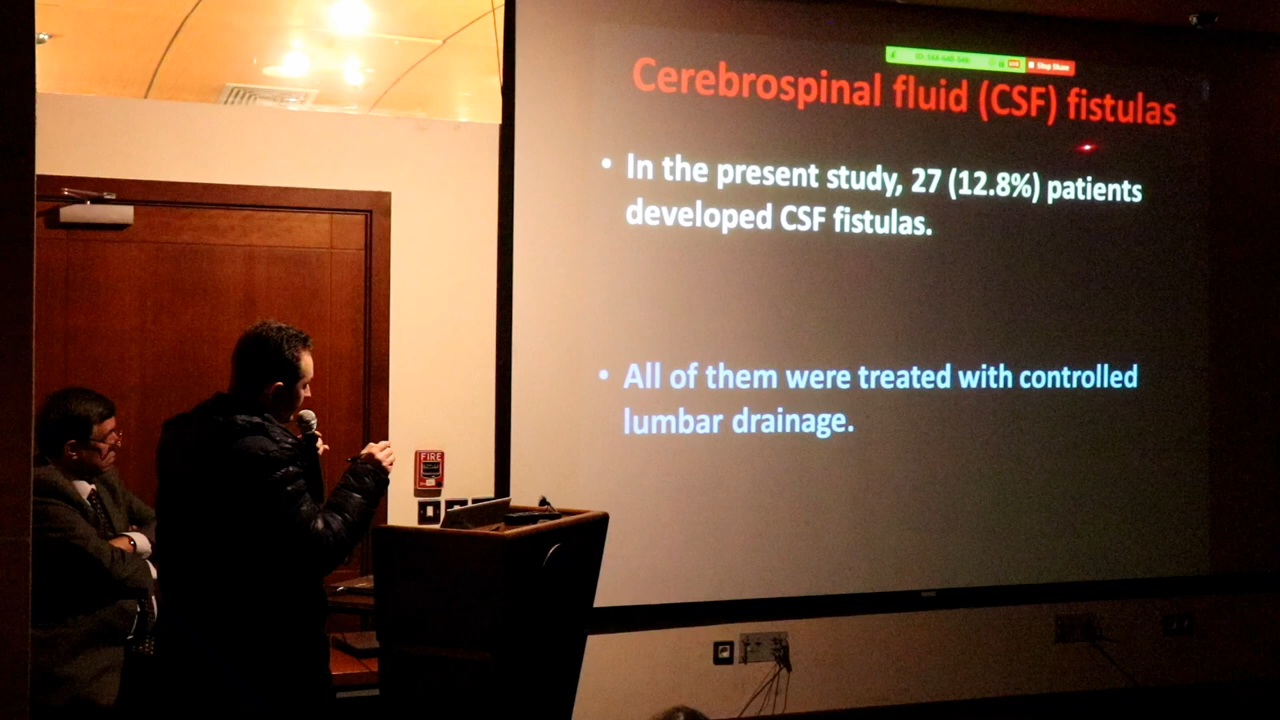 Stop Share
Cerebrospinal fluid (CSF) fistulas
• In the present study, 27 (12.8%) patients
developed CSF fistulas.
• All of them were treated with controlled
lumbar drainage.
FIRE